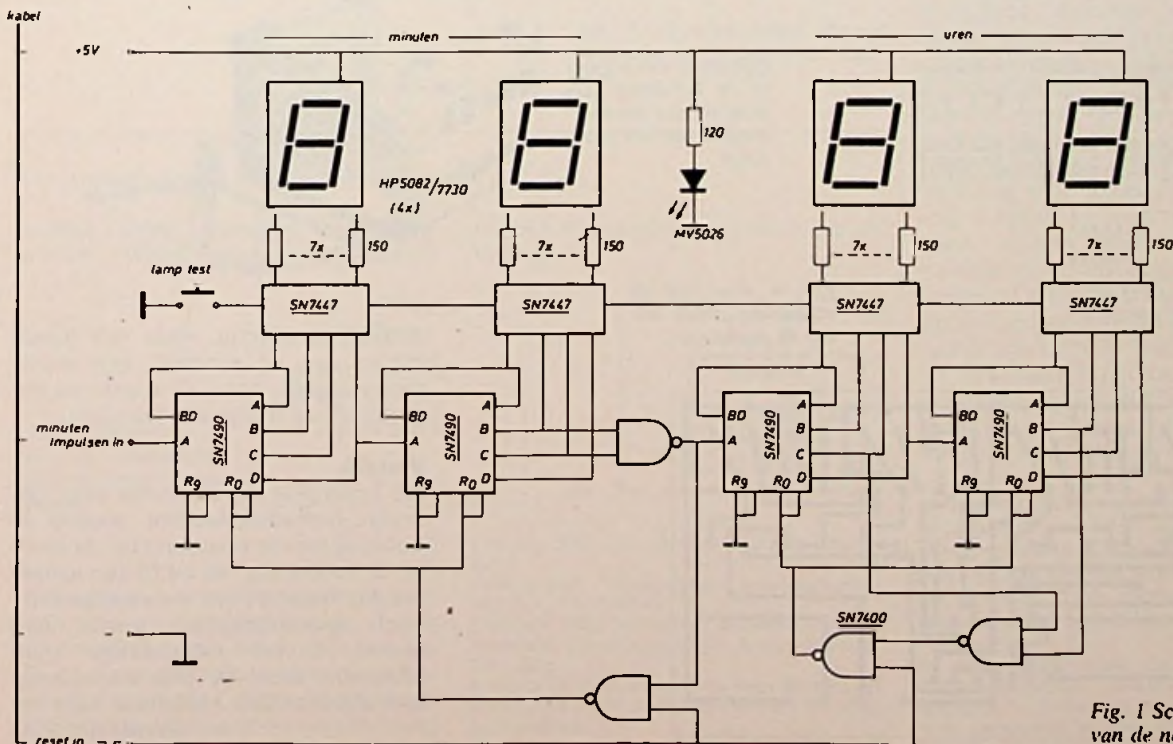 kabel
minuten
uren
+5V
120
HP5082/7730
(4x)
MV5026
7x
150
7x
150
7x
150
7x
150
lamp test
SN7447
SN7447
SN7447
SN7447
BD
A
SN7490
A
B
C
D
R9
R0
BD
A
SN7490
A
B
C
D
R9
R0
BD
A
SN7490
A
B
C
D
R9
R0
BD
A
SN7490
A
B
C
D
R9
R0
minuten
impulsen in
SN7400
reset in
Fig. 1 Sc
van de n